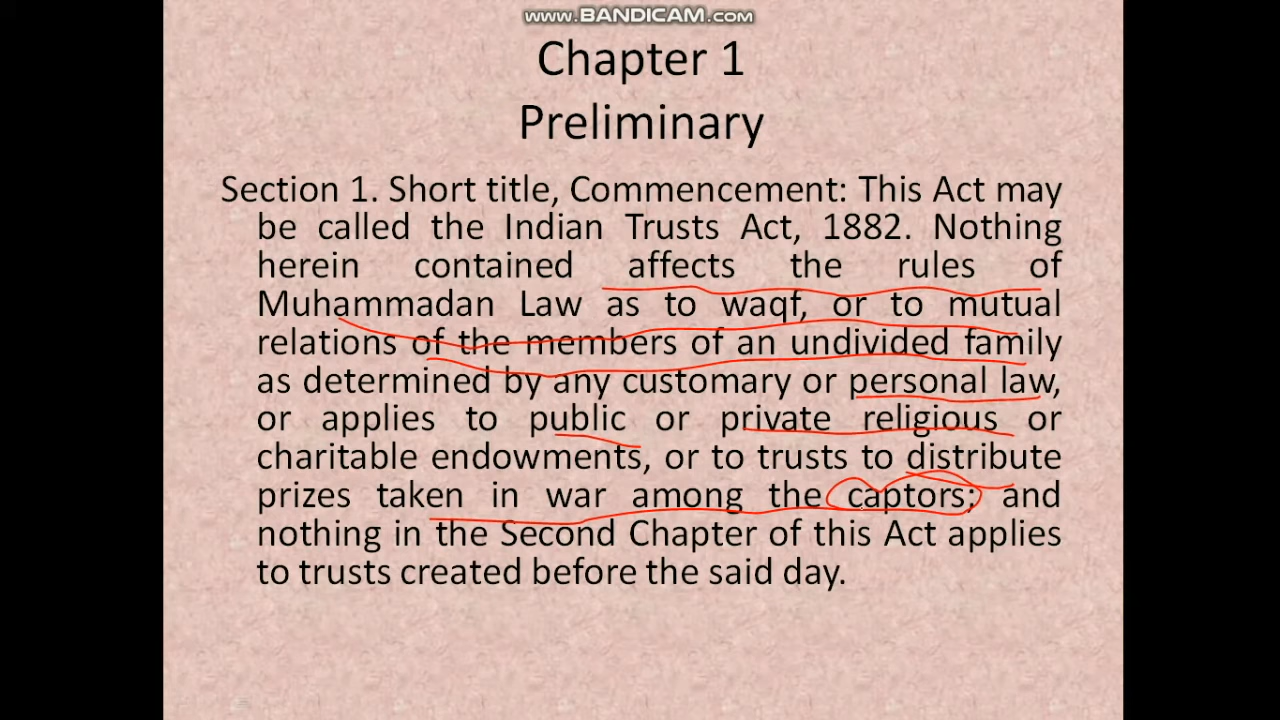 www.BANDICAM.com
Chapter 1
Preliminary
Section 1. Short title, Commencement: This Act may
be called the Indian Trusts Act, 1882. Nothing
herein contained affects the rules of
Muhammadan Law as to waqf, or to mutual
relations of the members of an undivided family
as determined by any customary or personal law,
or applies to public or private religious or
charitable endowments, or to trusts to distribute
prizes taken in war among the captors; and
nothing in the Second Chapter of this Act applies
to trusts created before the said day.